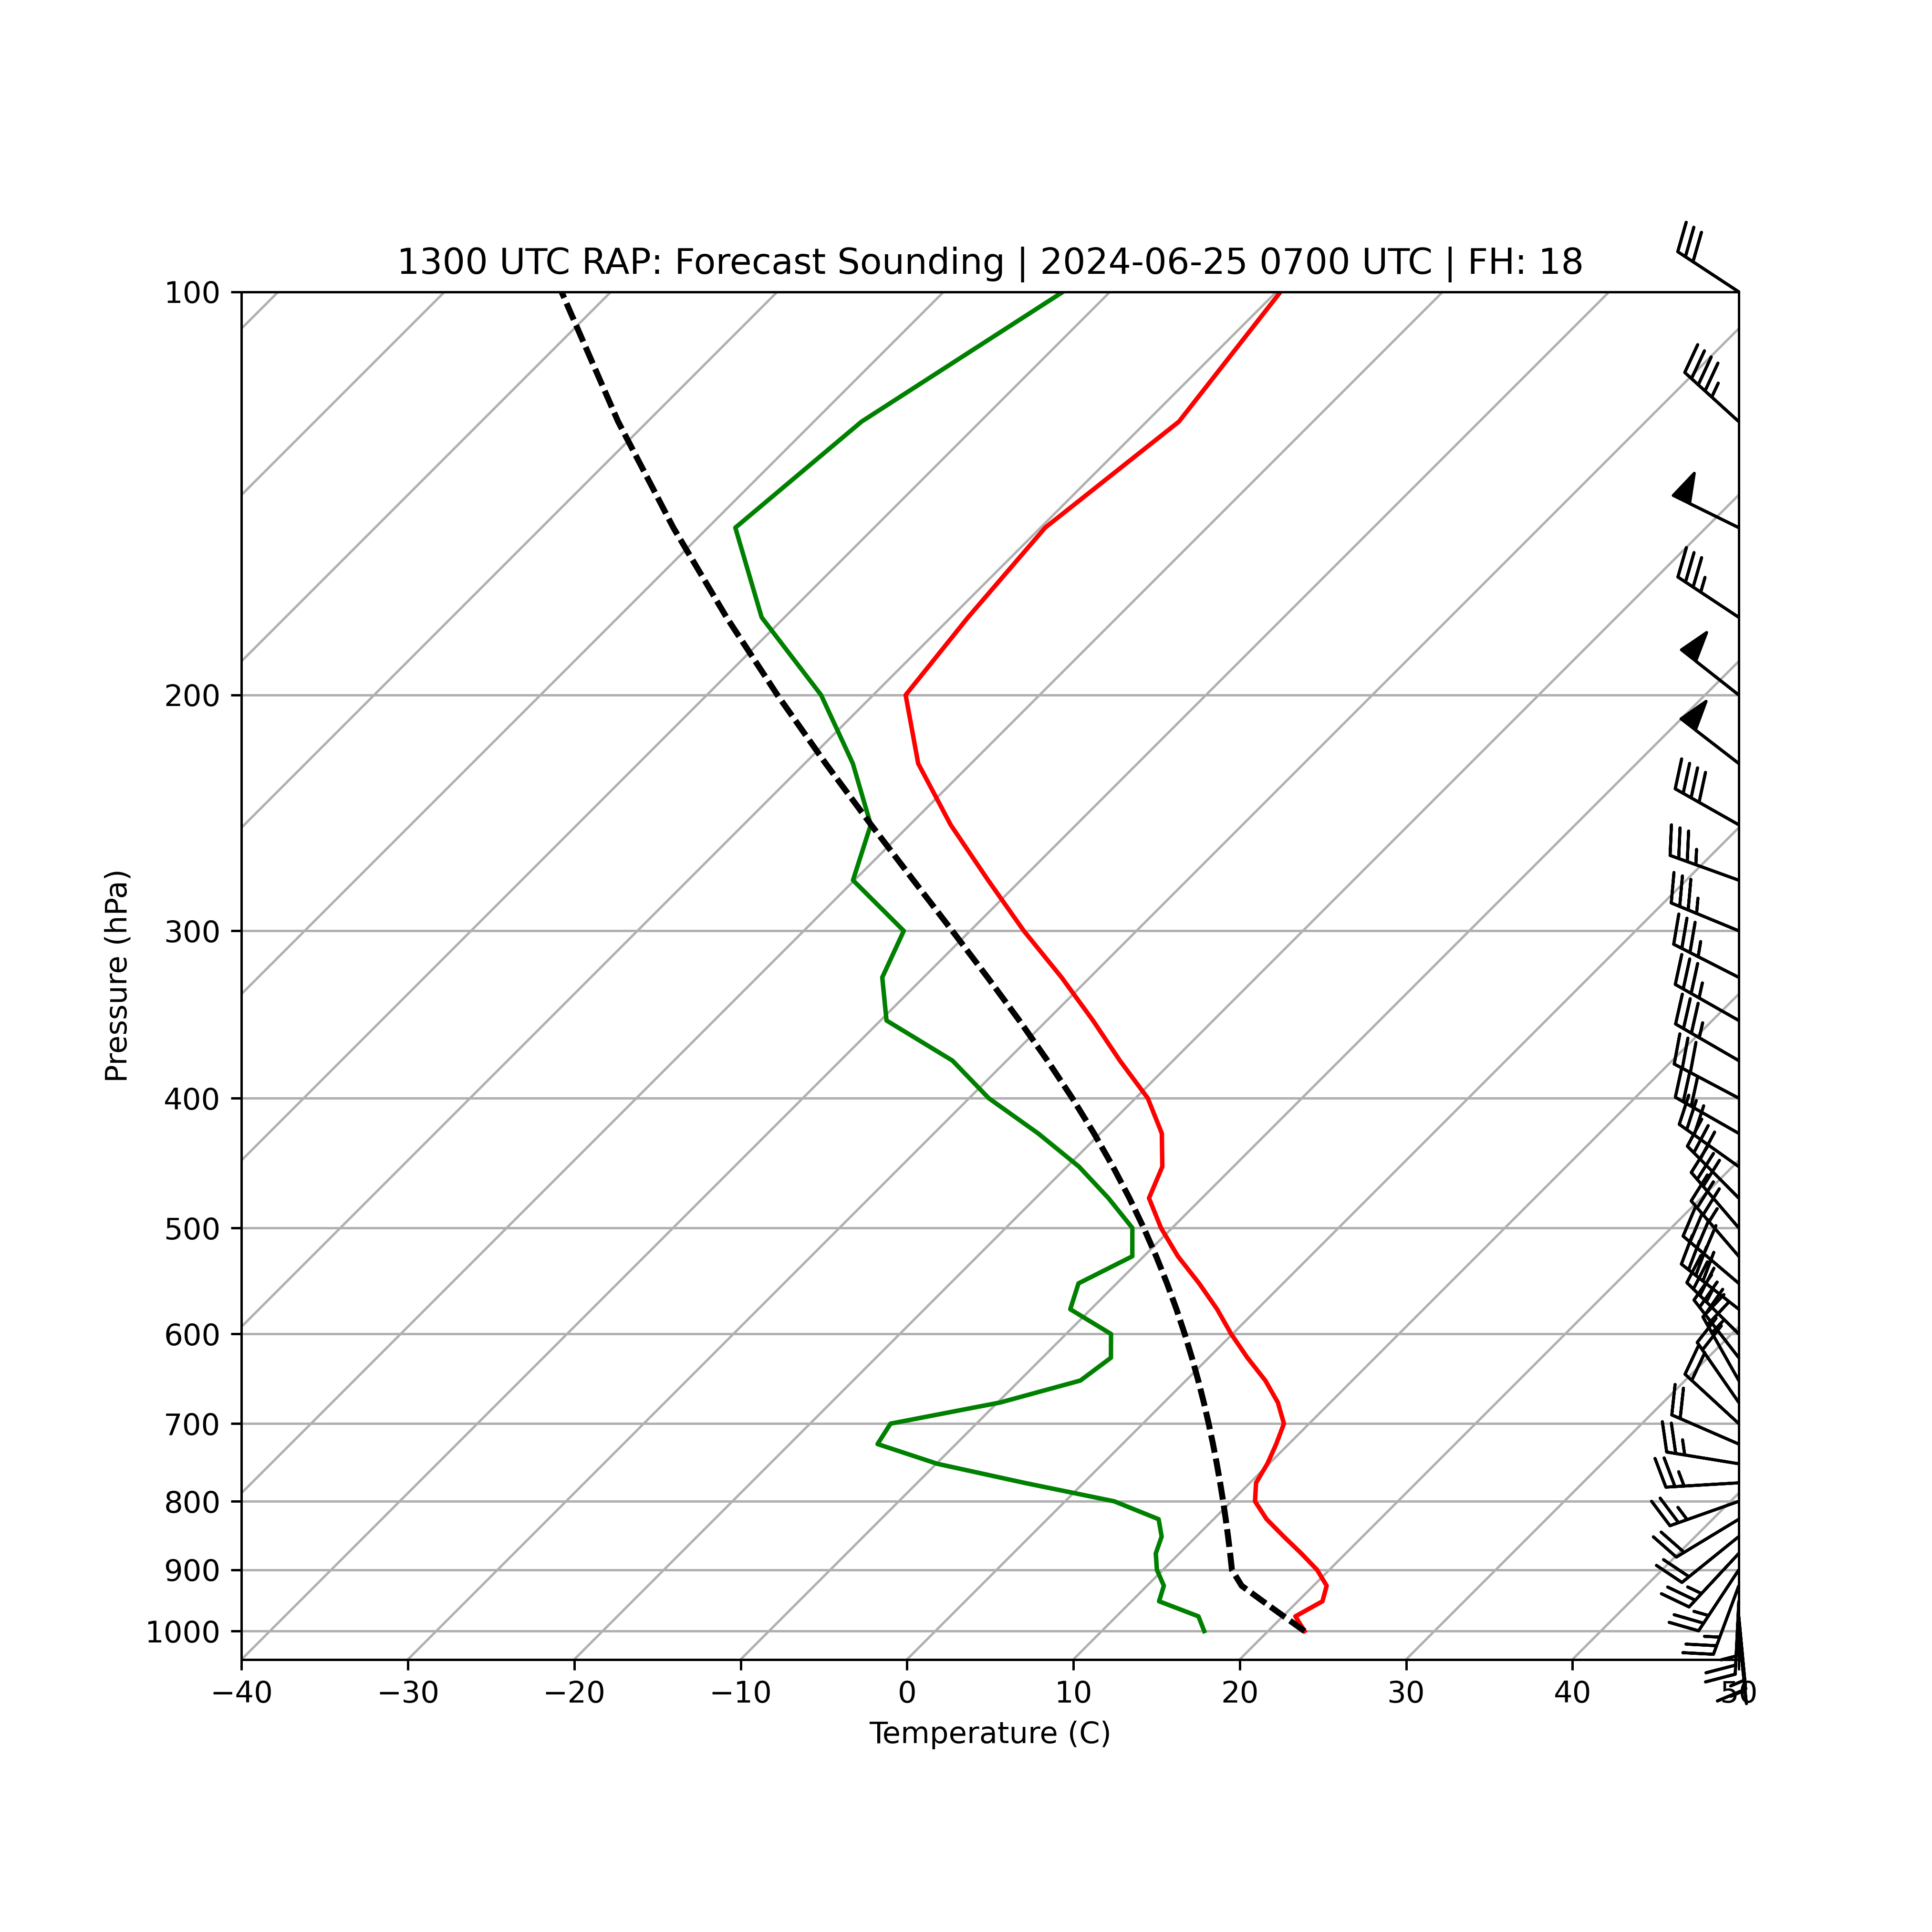 1300 UTC RAP: Forecast Sounding | 2024-06-25 0700 UTC | FH: 18
100
200
300
400
500
600
700
800
900
1000
Pressure (hPa)
−40 −30 −20 −10 0 10 20 30 40 50
Temperature (C)